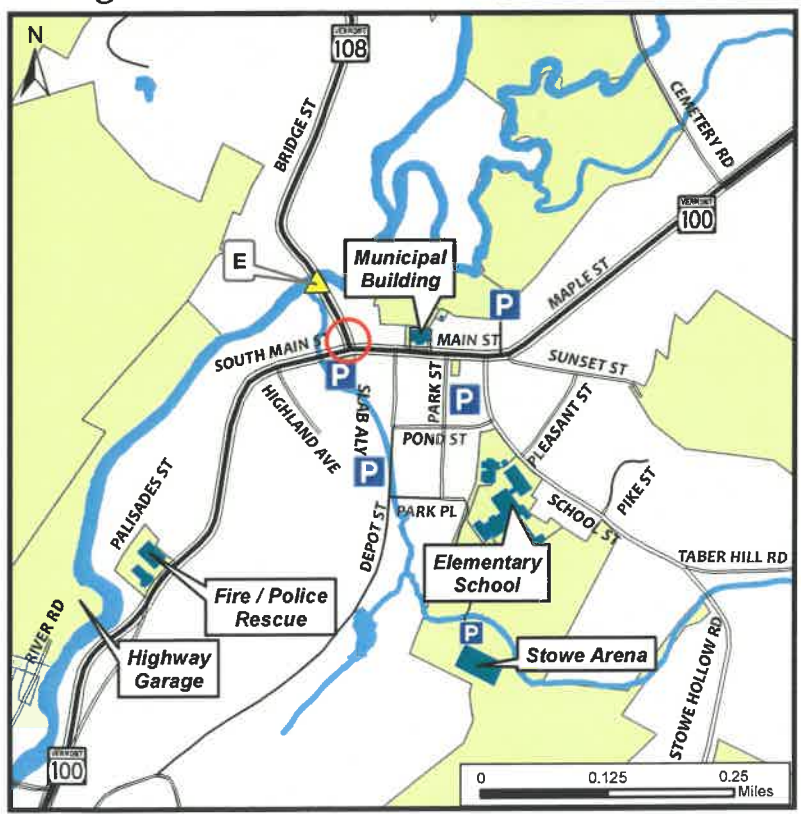 N
VERMONT
108
BRIDGE ST
CEMETERY RD
VERMONT
100
E
Municipal
Building
P
MAPLE ST
SOUTH MAIN ST
MAIN ST
SUNSET ST
P
HIGHLAND AVE
SLAB ALY
PARK ST
P
PLEASANT ST
POND ST
P
PALISADES ST
DEPOT ST
PARK PL
SCHOOL ST
PIKE ST
Elementary
School
TABER HILL RD
Fire / Police
Rescue
RIVER RD
Highway
Garage
P
Stowe Arena
STOWE HOLLOW RD
VERMONT
100
0 0.125 0.25
Miles